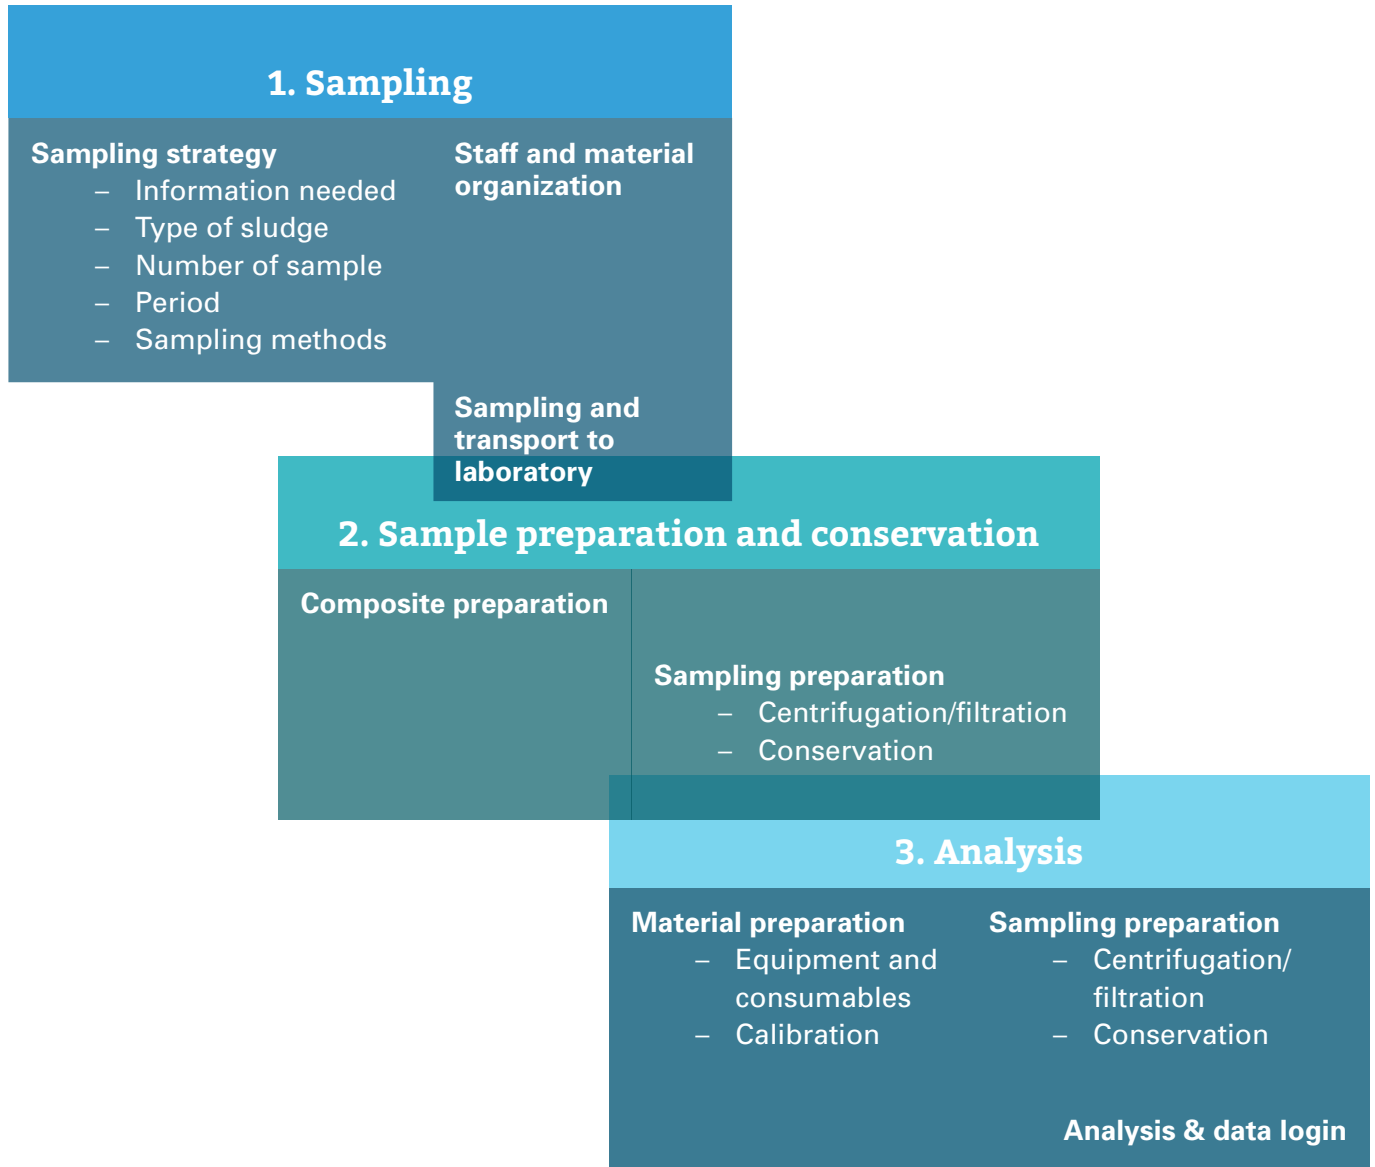 1. Sampling
Sampling strategy
– Information needed
– Type of sludge
– Number of sample
– Period
– Sampling methods
Staff and material
organization
Sampling and
transport to
laboratory
2. Sample preparation and conservation
Composite preparation
Sampling preparation
– Centrifugation/filtration
– Conservation
3. Analysis
Material preparation
– Equipment and
consumables
– Calibration
Sampling preparation
– Centrifugation/
filtration
– Conservation
Analysis & data login